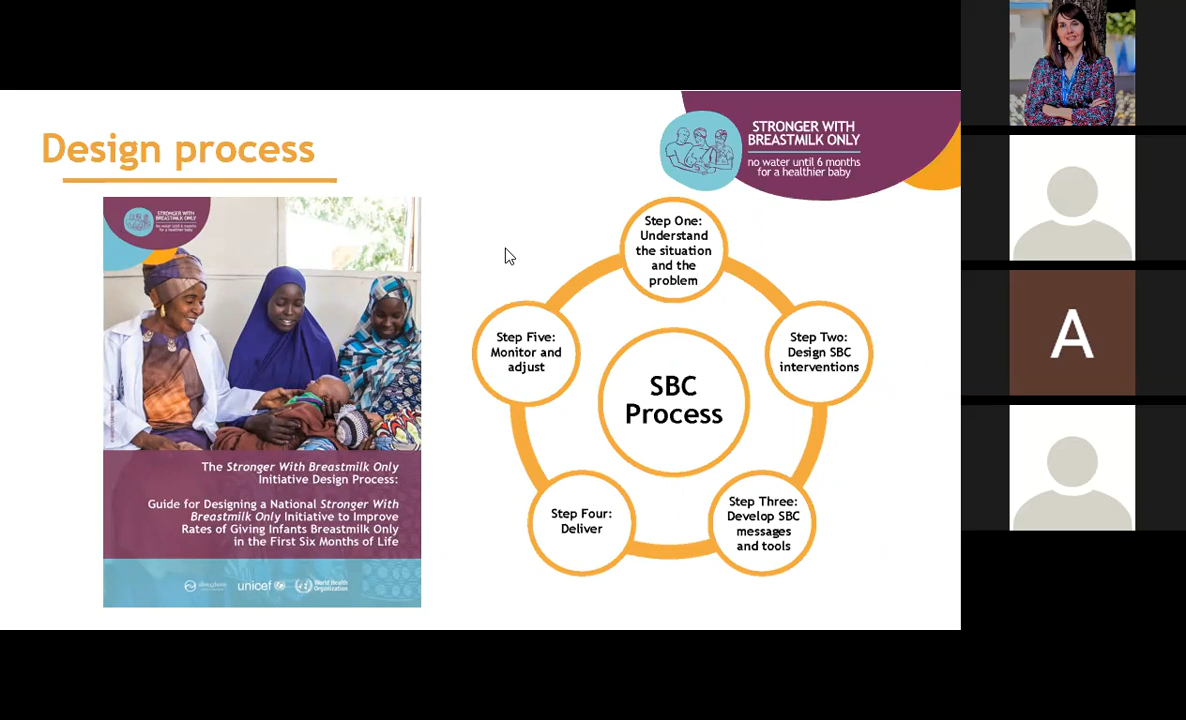 Design process
STRONGER WITH
BREASTMILK ONLY
no water until 6 months
for a healthier baby
STRONGER WITH
BREASTMILK ONLY
No water until 6 months
for a healthier baby
The Stronger With Breastmilk Only
Initiative Design Process:
Guide for Designing a National Stronger With
Breastmilk Only Initiative to Improve
Rates of Giving Infants Breastmilk Only
in the First Six Months of Life
unicef
World Health
Organization
Step One:
Understand
the situation
and the
problem
Step Two:
Design SBC
interventions
Step Three:
Develop SBC
messages
and tools
Step Four:
Deliver
Step Five:
Monitor and
adjust
SBC
Process
A